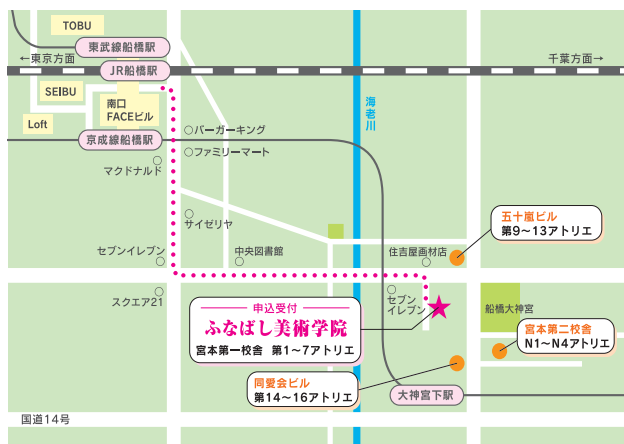 TOBU
東武線船橋駅
←東京方面
JR船橋駅
千葉方面→
SEIBU
南口
FACEビル
Loft
海老川
京成線船橋駅
バーガーキング
ファミリーマート
マクドナルド
サイゼリヤ
五十嵐ビル
第9〜13アトリエ
セブンイレブン
中央図書館
住吉屋画材店
スクエア21
セブン
イレブン
船橋大神宮
申込受付
ふなばし美術学院
宮本第一校舎 第1〜7アトリエ
宮本第二校舎
N1〜N4アトリエ
同愛会ビル
第14〜16アトリエ
大神宮下駅
国道14号